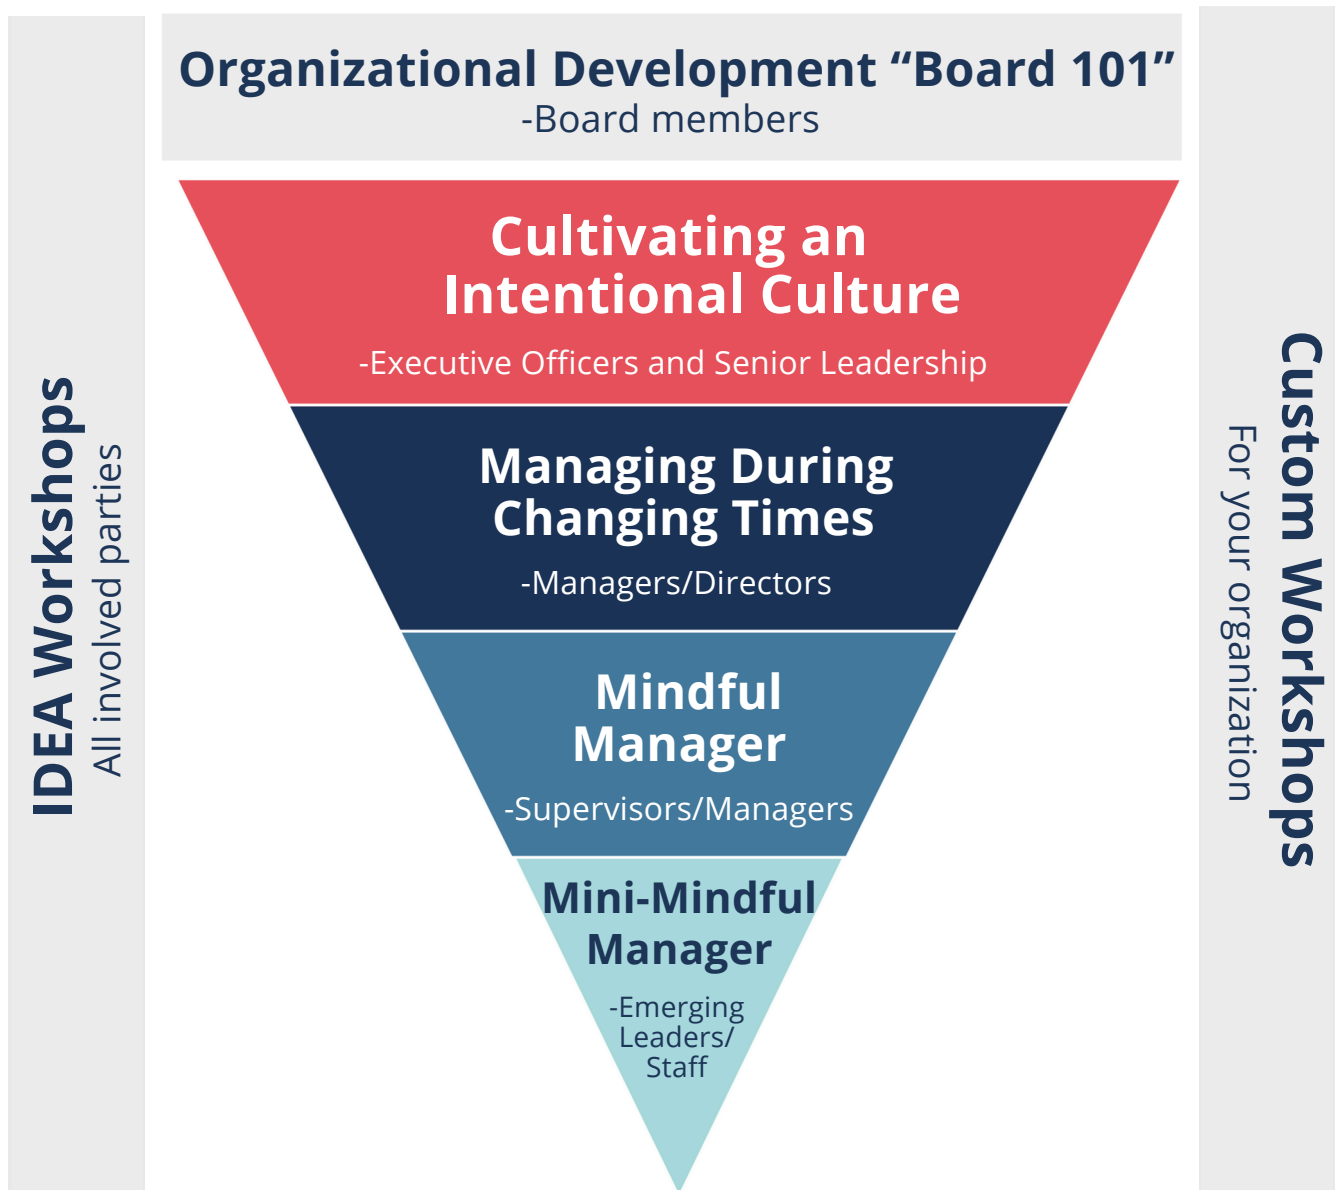 Organizational Development “Board 101”
-Board members
Cultivating an
Intentional Culture
-Executive Officers and Senior Leadership
Managing During
Changing Times
-Managers/Directors
Mindful
Manager
-Supervisors/Managers
Mini-Mindful
Manager
-Emerging
Leaders/
Staff
IDEA Workshops
All involved parties
Custom Workshops
For your organization